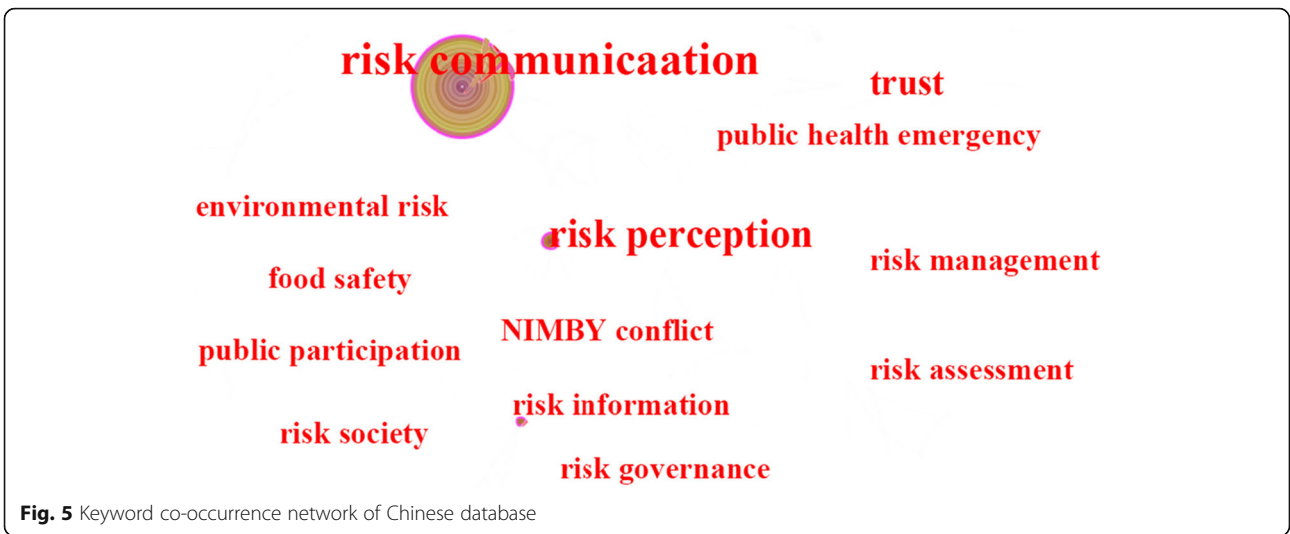 risk communicaation
trust
public health emergency
environmental risk
risk perception
risk management
food safety
NIMBY conflict
public participation
risk assessment
risk information
risk society
risk governance
Fig. 5 Keyword co-occurrence network of Chinese database